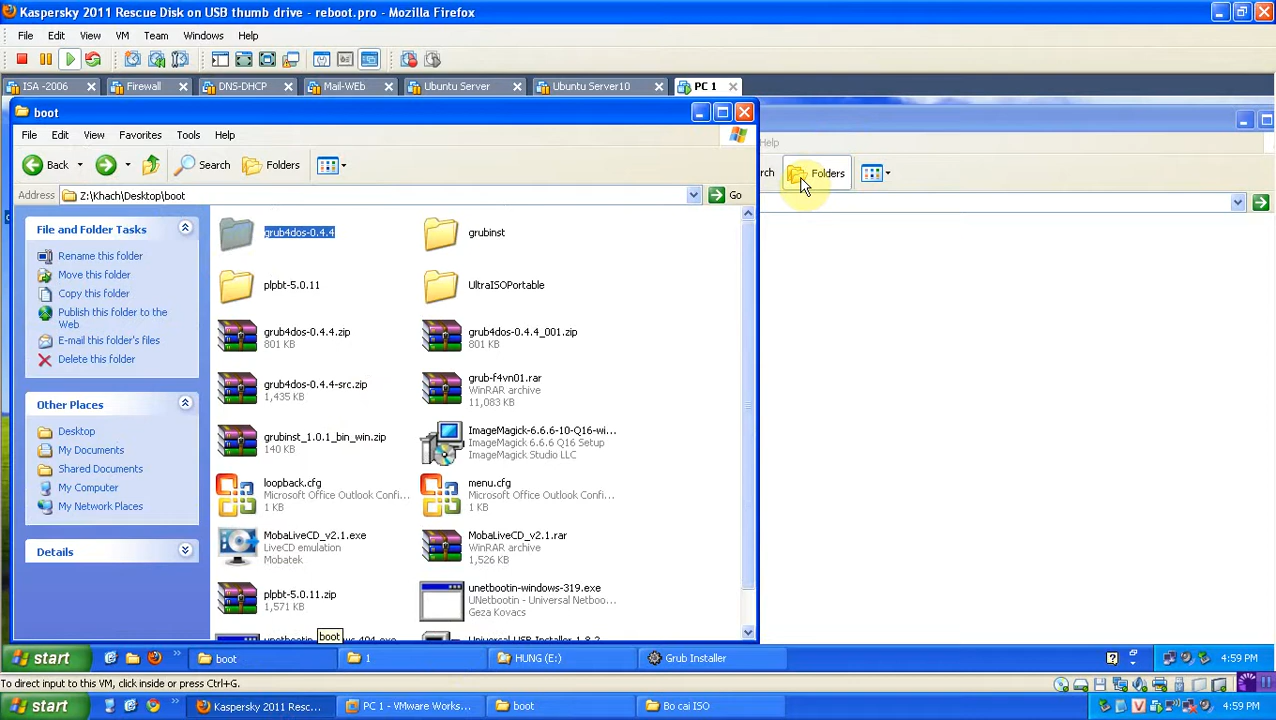 Kaspersky 2011 Rescue Disk on USB thumb drive - reboot.pro - Mozilla Firefox
File Edit View VM Team Windows Help
ISA -2006 Firewall DNS-DHCP Mail-WEb Ubuntu Server Ubuntu Server10 PC 1
boot
File Edit View Favorites Tools Help
Help
Back Search Folders
rch Folders
Address Z:\Khach\Desktop\boot Go
File and Folder Tasks
Rename this folder
Move this folder
Copy this folder
Publish this folder to the
Web
E-mail this folder's files
Delete this folder
Other Places
Desktop
My Documents
Shared Documents
My Computer
My Network Places
Details
grub4dos-0.4.4
grubinst
plpbt-5.0.11
UltraISOPortable
grub4dos-0.4.4.zip
801 KB
grub4dos-0.4.4_001.zip
801 KB
grub4dos-0.4.4-src.zip
1,435 KB
grub-f4vn01.rar
WinRAR archive
11,083 KB
grubinst_1.0.1_bin_win.zip
140 KB
ImageMagick-6.6.6-10-Q16-wi...
ImageMagick 6.6.6 Q16 Setup
ImageMagick Studio LLC
loopback.cfg
Microsoft Office Outlook Confi...
1 KB
menu.cfg
Microsoft Office Outlook Confi...
1 KB
MobaLiveCD_v2.1.exe
LiveCD emulation
Mobatek
MobaLiveCD_v2.1.rar
WinRAR archive
1,526 KB
plpbt-5.0.11.zip
1,571 KB
unetbootin-windows-319.exe
UNetbootin - Universal Netboo...
Geza Kovacs
boot
start boot 1 HUNG (E:) Grub Installer 4:59 PM
To direct input to this VM, click inside or press Ctrl+G.
start Kaspersky 2011 Resc... PC 1 - VMware Works... boot Bo cai ISO 4:59 PM